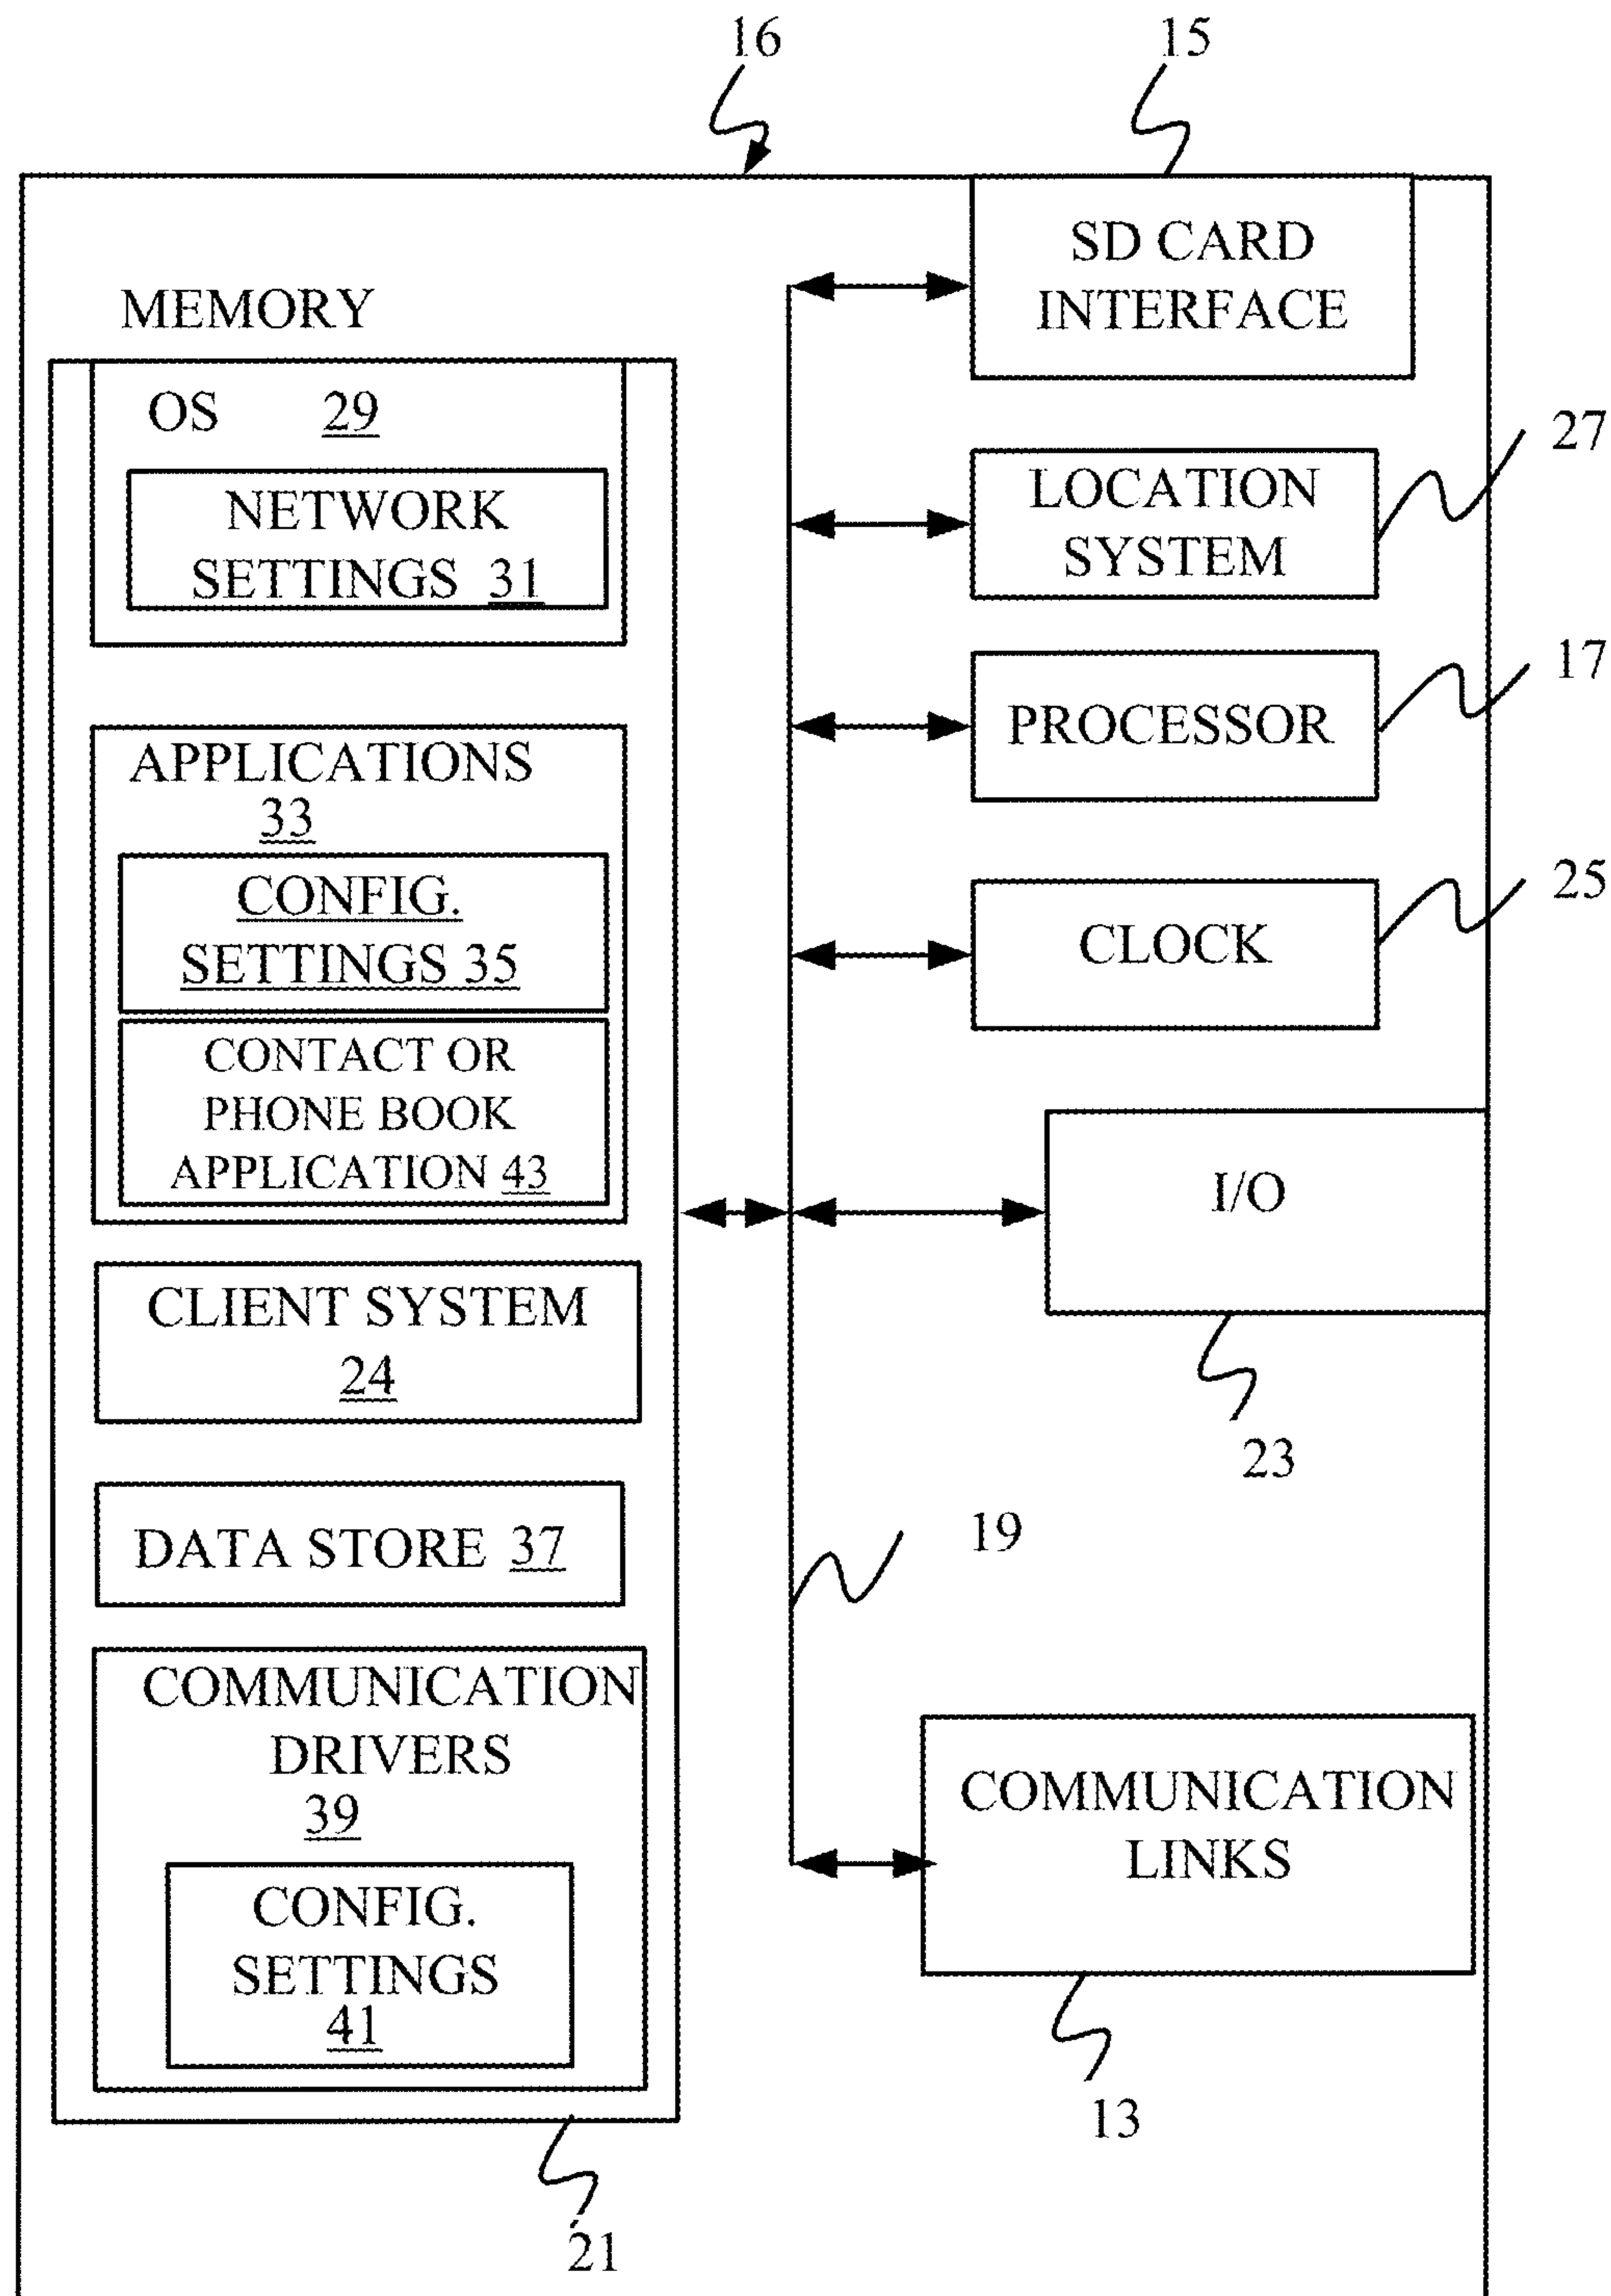 16
15
SD CARD
INTERFACE
MEMORY
OS 29
NETWORK
SETTINGS 31
27
LOCATION
SYSTEM
17
PROCESSOR
APPLICATIONS
33
CONFIG.
SETTINGS 35
25
CLOCK
CONTACT OR
PHONE BOOK
APPLICATION 43
I/O
CLIENT SYSTEM
24
23
DATA STORE 37
19
COMMUNICATION
DRIVERS
39
CONFIG.
SETTINGS
41
COMMUNICATION
LINKS
13
21